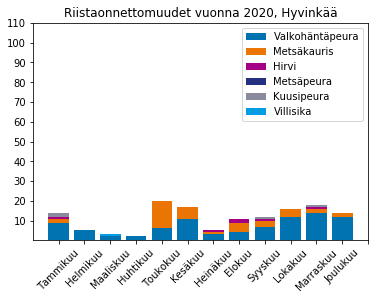 Riistaonnettomuudet vuonna 2020, Hyvinkää
110
100
90
80
70
60
50
40
30
20
10
Valkohäntäpeura
Metsäkauris
Hirvi
Metsäpeura
Kuusipeura
Villisika
Tammikuu
Helmikuu
Maaliskuu
Huhtikuu
Toukokuu
Kesäkuu
Heinäkuu
Elokuu
Syyskuu
Lokakuu
Marraskuu
Joulukuu